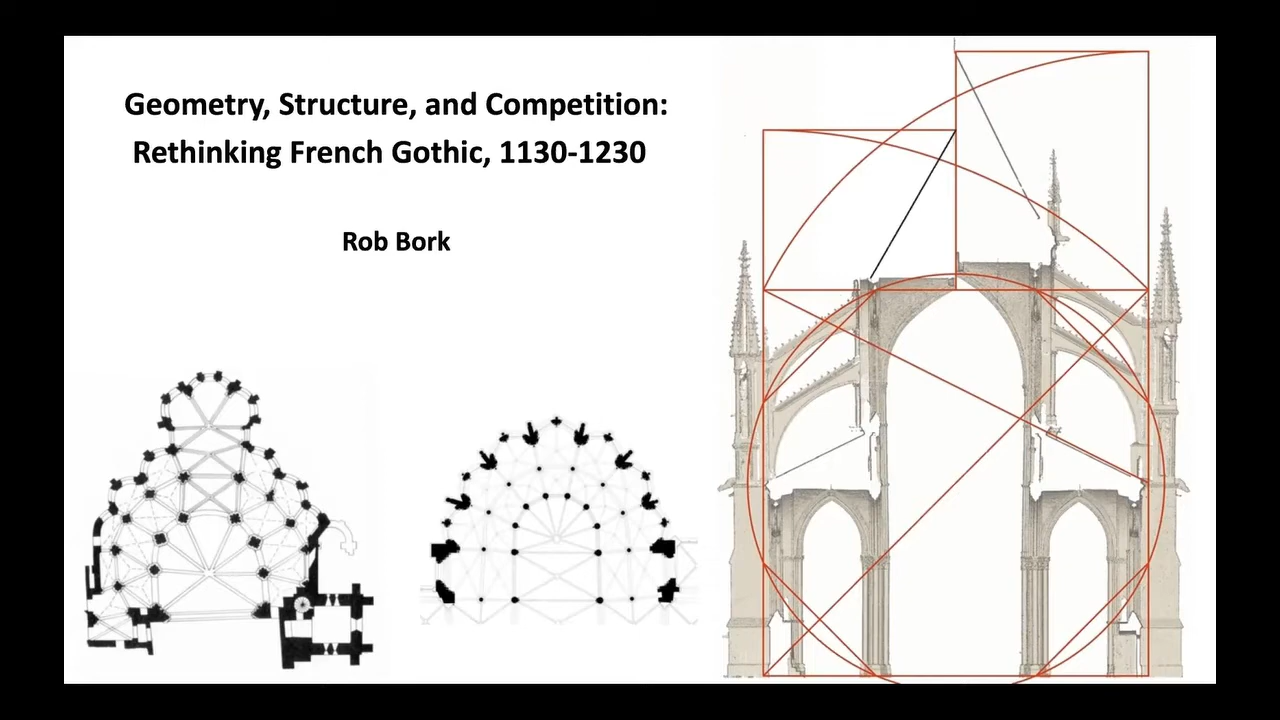 Geometry, Structure, and Competition:
Rethinking French Gothic, 1130-1230
Rob Bork